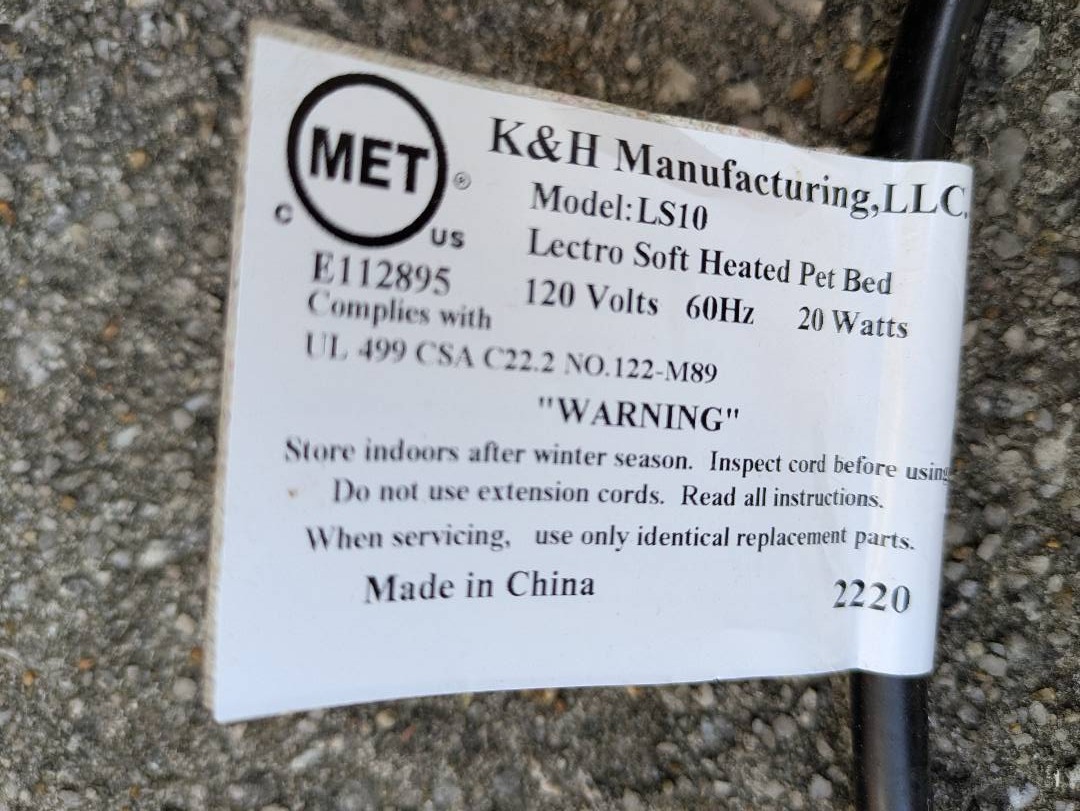 MET
®
C US
K&H Manufacturing,LLC.
Model:LS10
Lectro Soft Heated Pet Bed
E112895
120 Volts 60Hz 20 Watts
Complies with
UL 499 CSA C22.2 NO.122-M89
"WARNING"
Store indoors after winter season. Inspect cord before using
Do not use extension cords. Read all instructions.
When servicing, use only identical replacement parts.
Made in China 2220